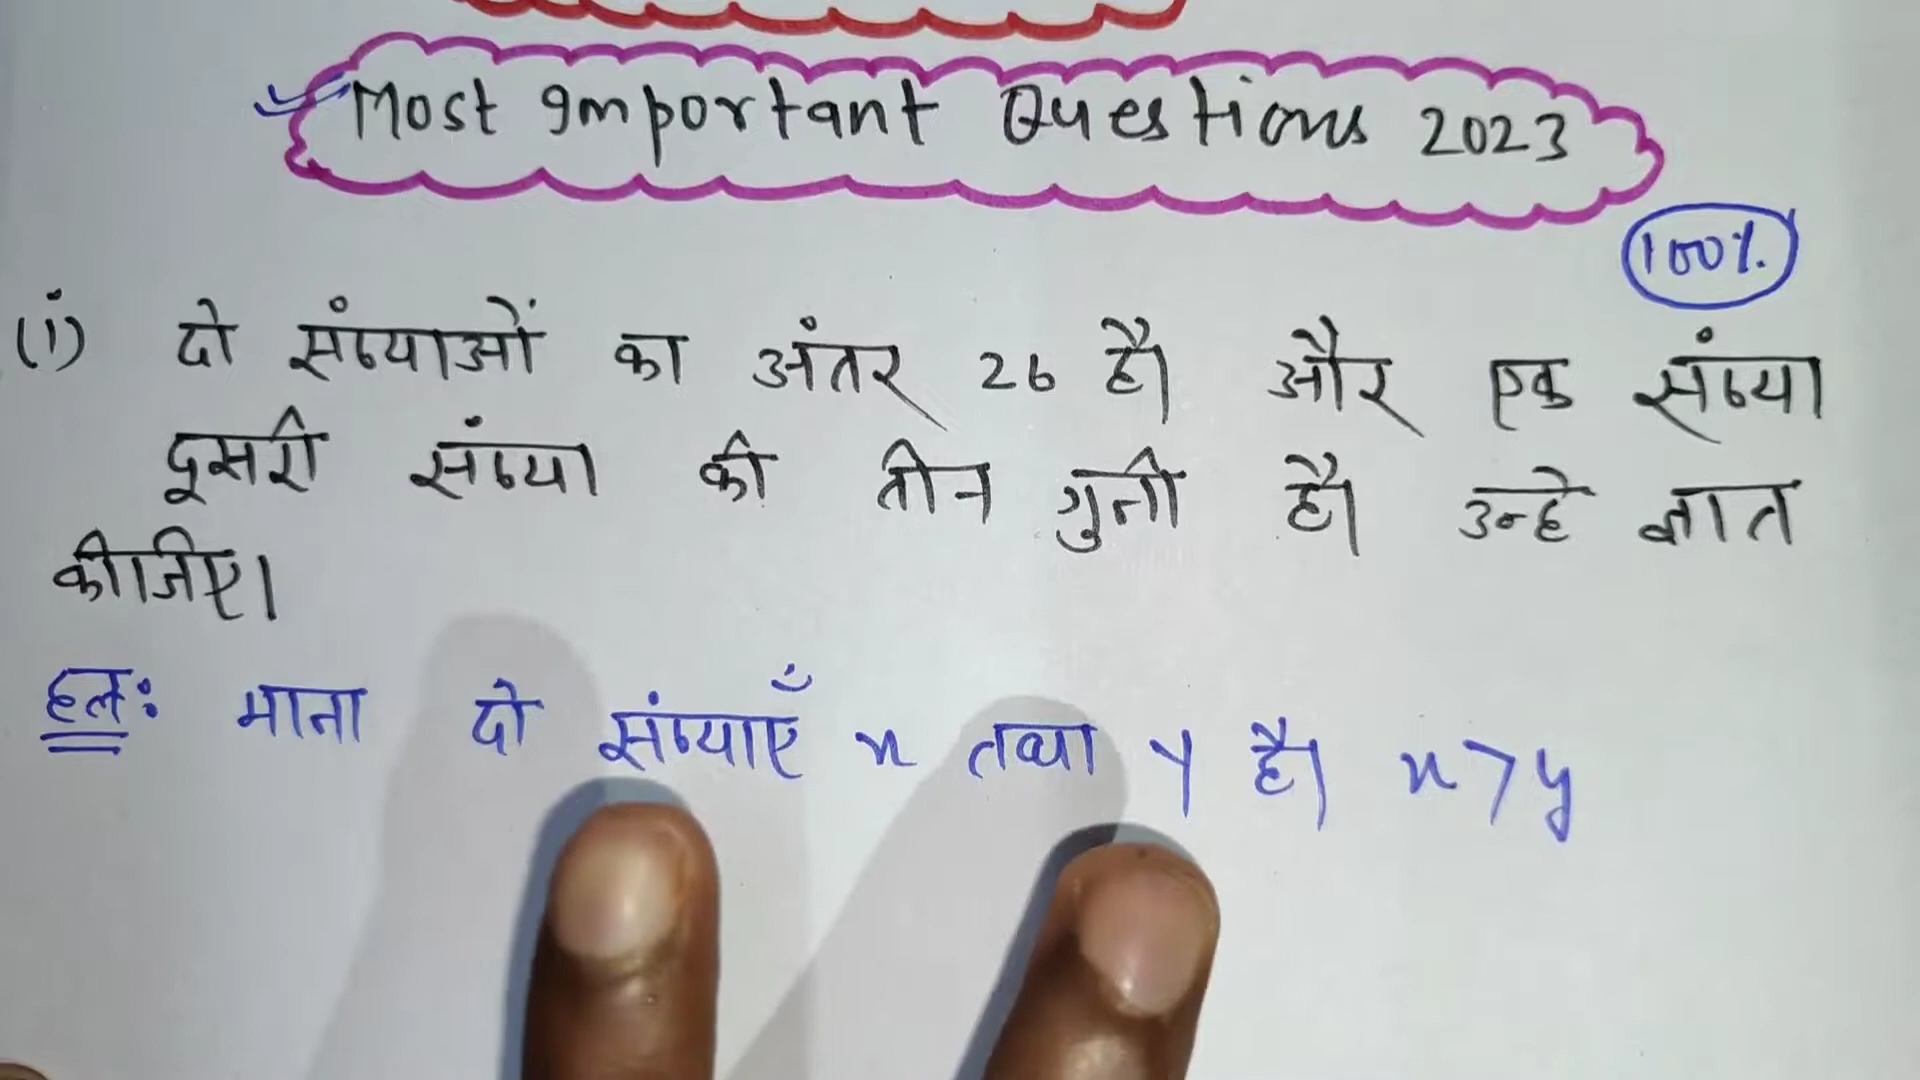 Most Important Questions 2023
100%
(i) दो संख्याओं का अंतर 26 है। और एक संख्या
दूसरी संख्या की तीन गुनी है। उन्हे ज्ञात
कीजिए।
हल: माना दो संख्याएँ x तथा y है। x>y